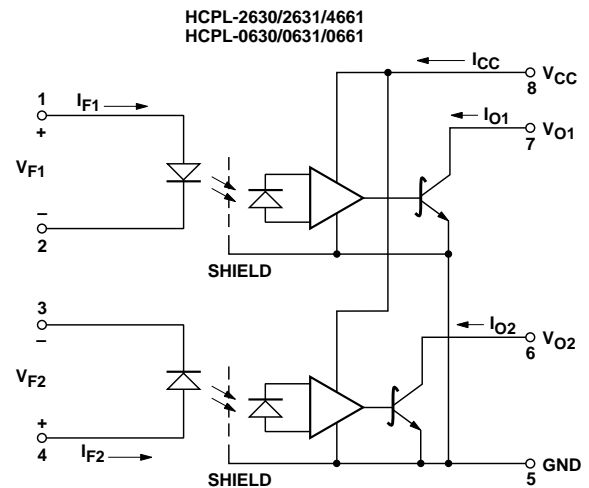 HCPL-2630/2631/4661
HCPL-0630/0631/0661
ICC
8 VCC
1 IF1
+
IO1
7 VO1
VF1
–
2
SHIELD
3
–
IO2
6 VO2
VF2
+
4 IF2
GND
5
SHIELD